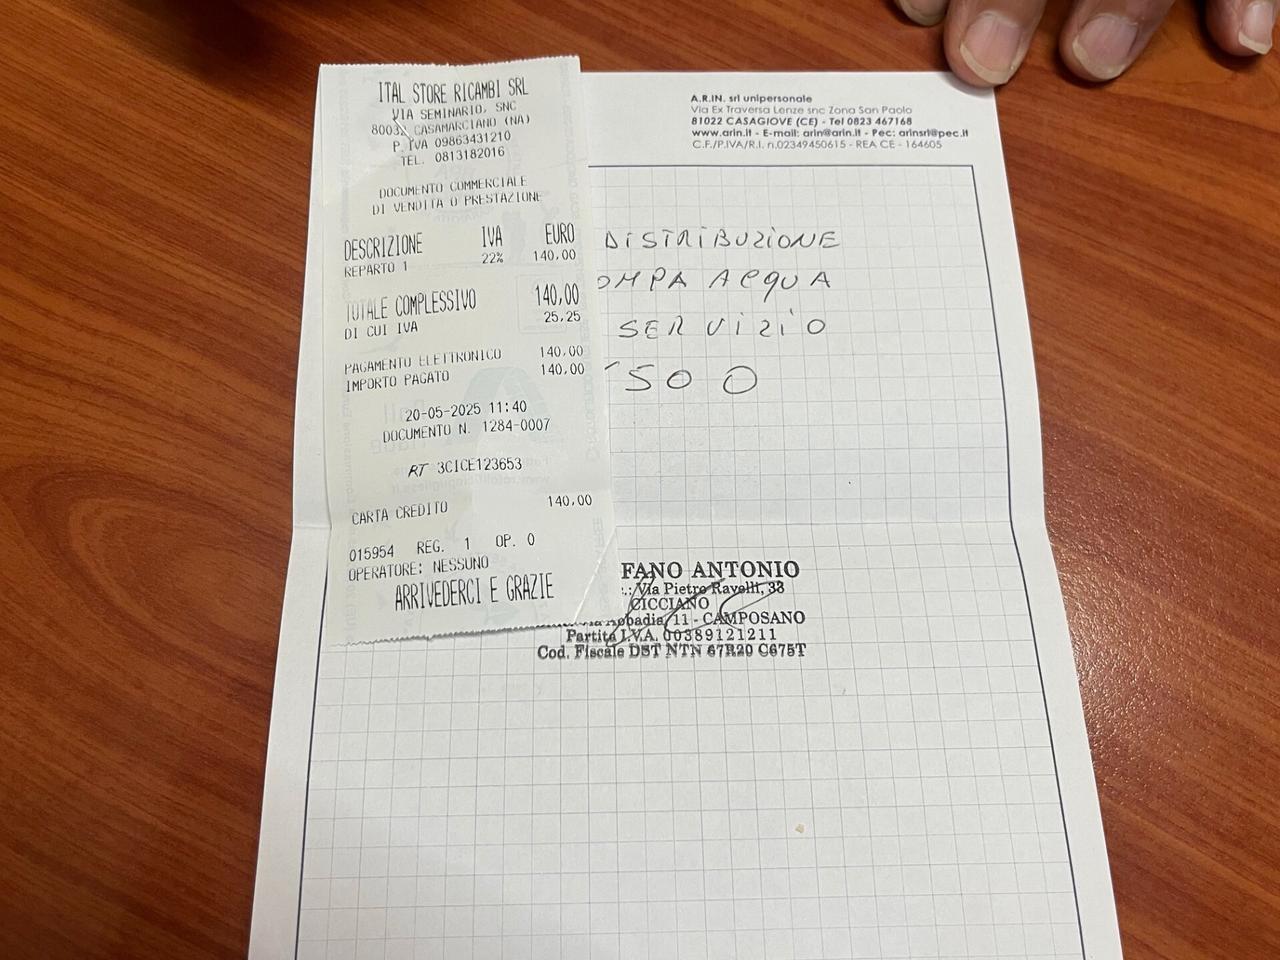 ITAL STORE RICAMBI SRL
VIA SEMINARIO, SNC
80032 CASAMARCIANO (NA)
P. IVA 09863431210
TEL. 0813182016
DOCUMENTO COMMERCIALE
DI VENDITA O PRESTAZIONE
DESCRIZIONE IVA EURO
REPARTO 1 22% 140,00
TOTALE COMPLESSIVO 140,00
DI CUI IVA 25,25
PAGAMENTO ELETTRONICO 140,00
IMPORTO PAGATO 140,00
20-05-2025 11:40
DOCUMENTO N. 1284-0007
RT 3CICE123653
CARTA CREDITO 140,00
015954 REG. 1 OP. 0
OPERATORE: NESSUNO
ARRIVEDERCI E GRAZIE
A.R.IN. srl unipersonale
Via Ex Traversa Lenze snc Zona San Paolo
81022 CASAGIOVE (CE) - Tel 0823 467168
www.arin.it - E-mail: arin@arin.it - Pec: arinsrl@pec.it
C.F./P.IVA/R.I. n.02349450615 - REA CE - 164605
DISTRIBUZIONE
OMPA ACQUA
SERVIZIO
500
FANO ANTONIO
.: Via Pietro Ravelli, 38
CICCIANO
11 - CAMPOSANO
Partita I.V.A. 00389121211
Cod. Fiscale DST NTN 67R20 C675T